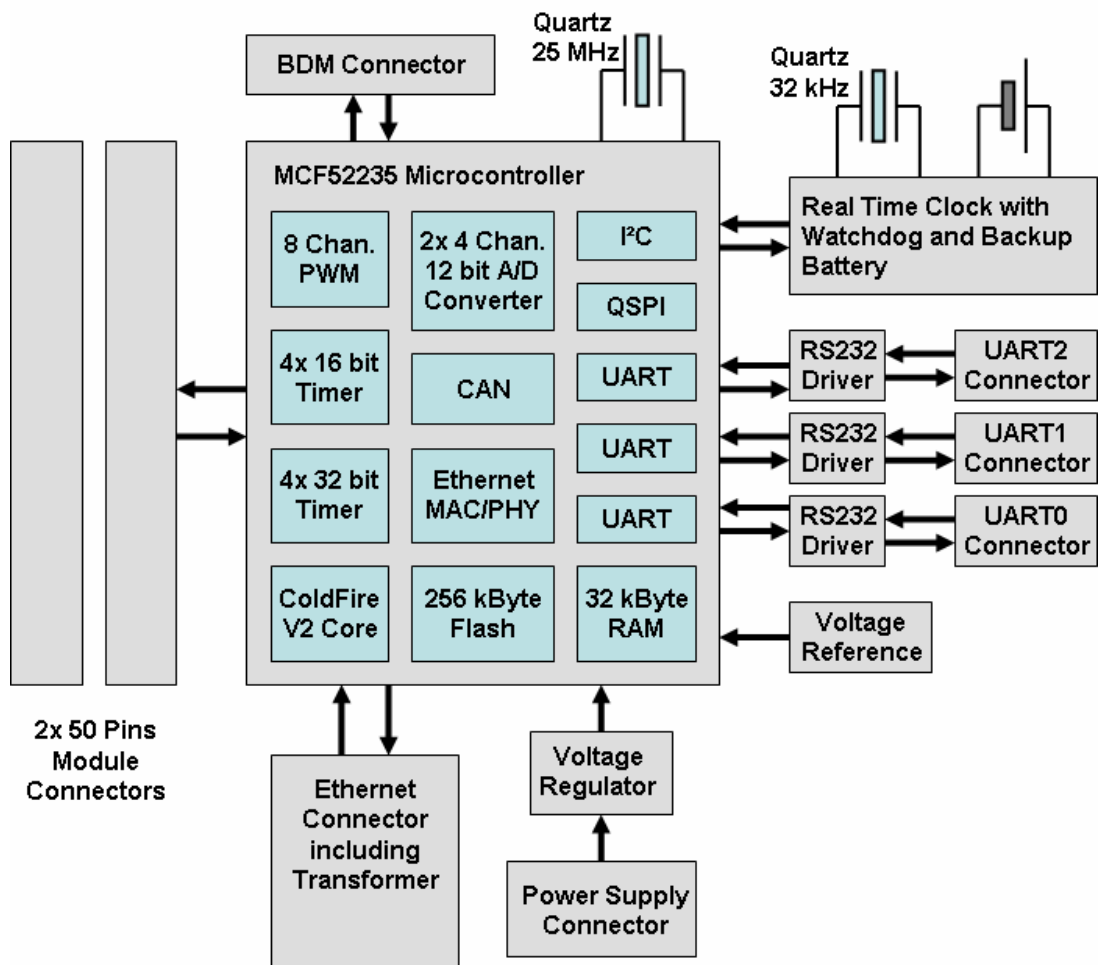 Quartz
25 MHz
BDM Connector
Quartz
32 kHz
MCF52235 Microcontroller
8 Chan.
PWM
2x 4 Chan.
12 bit A/D
Converter
I²C
QSPI
4x 16 bit
Timer
CAN
UART
UART
4x 32 bit
Timer
Ethernet
MAC/PHY
UART
ColdFire
V2 Core
256 kByte
Flash
32 kByte
RAM
Real Time Clock with
Watchdog and Backup
Battery
RS232
Driver
UART2
Connector
RS232
Driver
UART1
Connector
RS232
Driver
UART0
Connector
Voltage
Reference
2x 50 Pins
Module
Connectors
Ethernet
Connector
including
Transformer
Voltage
Regulator
Power Supply
Connector